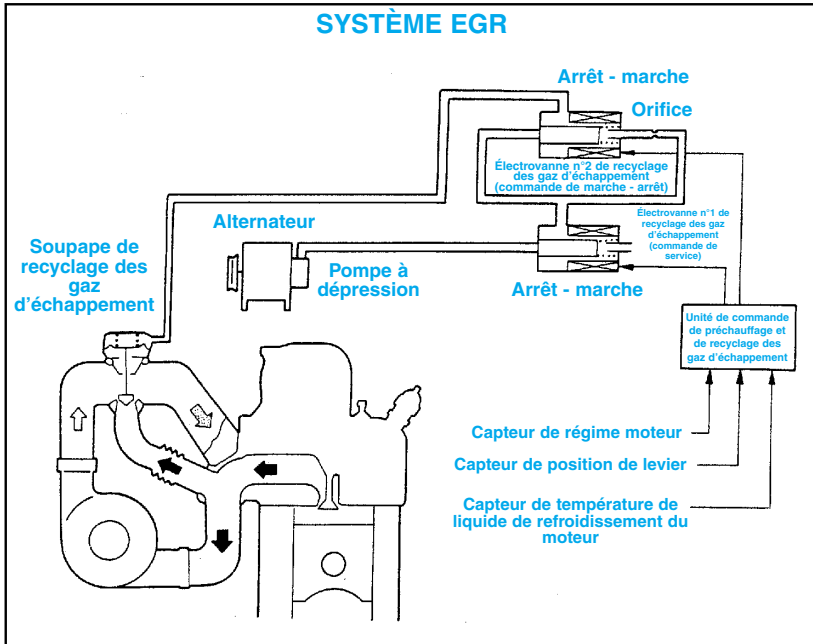 SYSTÈME EGR
Arrêt - marche
Orifice
Électrovanne n°2 de recyclage
des gaz d'échappement
(commande de marche - arrêt)
Alternateur
Électrovanne n°1 de
recyclage des gaz
d'échappement
(commande de
service)
Soupape de
recyclage des
gaz
d'échappement
Pompe à
dépression
Arrêt - marche
Unité de commande
de préchauffage et
de recyclage des
gaz d'échappement
Capteur de régime moteur
Capteur de position de levier
Capteur de température de
liquide de refroidissement du
moteur